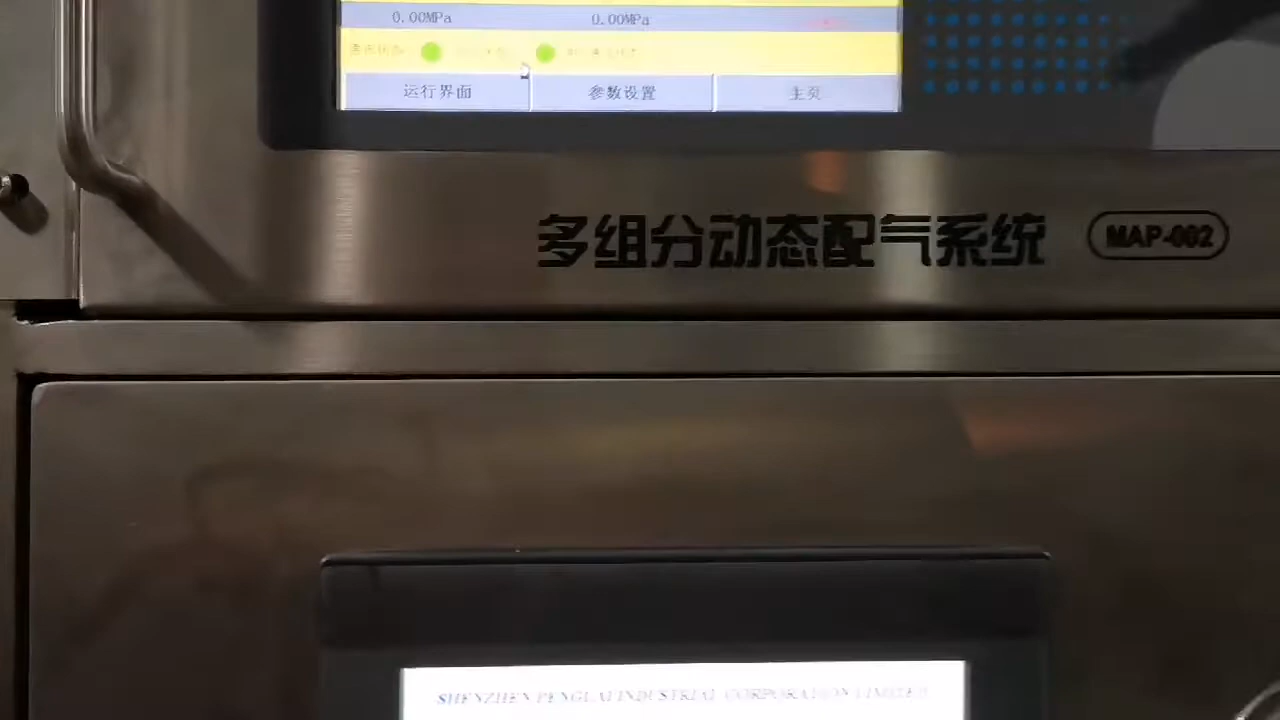 0.00MPa 0.00MPa
运行界面 参数设置 主页
多组分动态配气系统 MAP-002
SHENZHEN PENGLAI INDUSTRIAL CORPORATION LIMITED